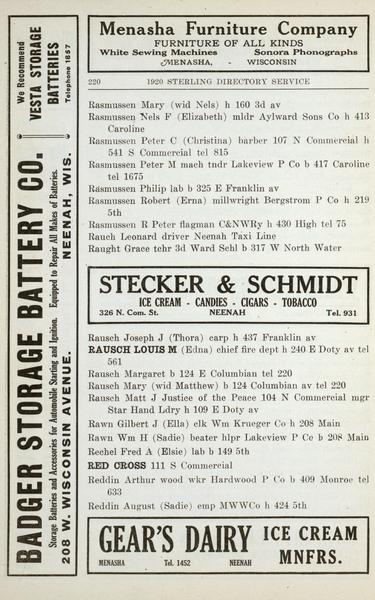 Menasha Furniture Company
FURNITURE OF ALL KINDS
White Sewing Machines Sonora Phonographs
MENASHA, - WISCONSIN
220 1920 STERLING DIRECTORY SERVICE
Rasmussen Mary (wid Nels) h 160 3d av
Rasmussen Nels F (Elizabeth) mldr Aylward Sons Co h 413
Caroline
Rasmussen Peter C (Christina) barber 107 N Commercial h
541 S Commercial tel 815
Rasmussen Peter M mach tndr Lakeview P Co b 417 Caroline
tel 1675
Rasmussen Philip lab b 325 E Franklin av
Rasmussen Robert (Erna) millwright Bergstrom P Co h 219
5th
Rasmussen R Peter flagman C&NWRy h 430 High tel 75
Rauch Leonard driver Neenah Taxi Line
Raught Grace tchr 3d Ward Schl b 317 W North Water
STECKER & SCHMIDT
ICE CREAM - CANDIES - CIGARS - TOBACCO
326 N. Com. St. NEENAH Tel. 931
Rausch Joseph J (Thora) carp h 437 Franklin av
RAUSCH LOUIS M (Edna) chief fire dept h 240 E Doty av tel
561
Rausch Margaret b 124 E Columbian tel 220
Rausch Mary (wid Matthew) b 124 Columbian av tel 220
Rausch Matt J Justice of the Peace 104 N Commercial mgr
Star Hand Ldry h 109 E Doty av
Rawn Gilbert J (Ella) clk Wm Krueger Co h 208 Main
Rawn Wm H (Sadie) beater hlpr Lakeview P Co b 208 Main
Rechel Fred A (Elsie) lab b 149 5th
RED CROSS 111 S Commercial
Reddin Arthur wood wkr Hardwood P Co b 409 Monroe tel
633
Reddin August (Sadie) emp MWWCo h 424 5th
GEAR'S DAIRY ICE CREAM
MNFRS.
MENASHA Tel. 1452 NEENAH
We Recommend
VESTA STORAGE
BATTERIES
Telephone 1857
BADGER STORAGE BATTERY CO.
Storage Batteries and Accessories for Automobile Starting and Ignition. Equipped to Repair All Makes of Batteries.
208 W. WISCONSIN AVENUE. NEENAH, WIS.